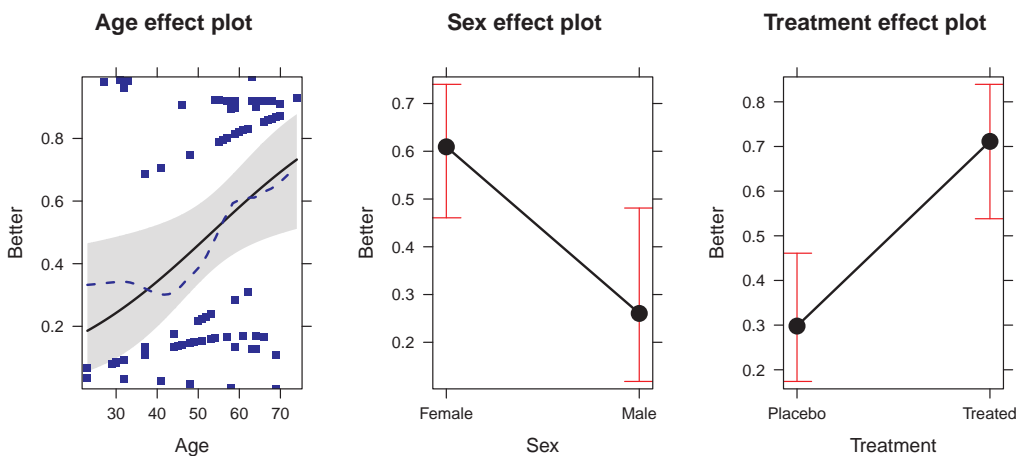 Age effect plot
Better
0.8
0.6
0.4
0.2
30 40 50 60 70
Age
Sex effect plot
Better
0.7
0.6
0.5
0.4
0.3
0.2
Female Male
Sex
Treatment effect plot
Better
0.8
0.7
0.6
0.5
0.4
0.3
0.2
Placebo Treated
Treatment